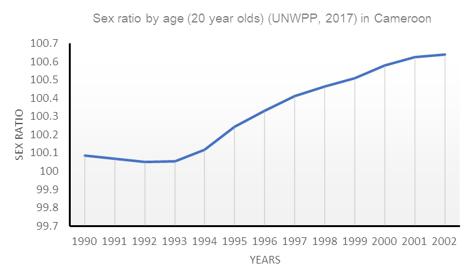 Sex ratio by age (20 year olds) (UNWPP, 2017) in Cameroon
100.7
100.6
100.5
100.4
100.3
100.2
100.1
100
99.9
99.8
99.7
SEX RATIO
1990 1991 1992 1993 1994 1995 1996 1997 1998 1999 2000 2001 2002
YEARS